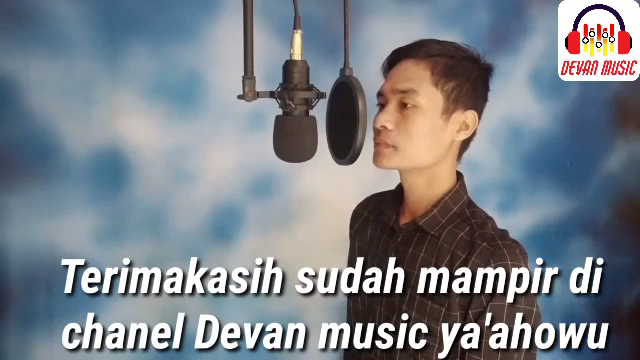 DEVAN MUSIC
Terimakasih sudah mampir di
chanel Devan music ya'ahowu